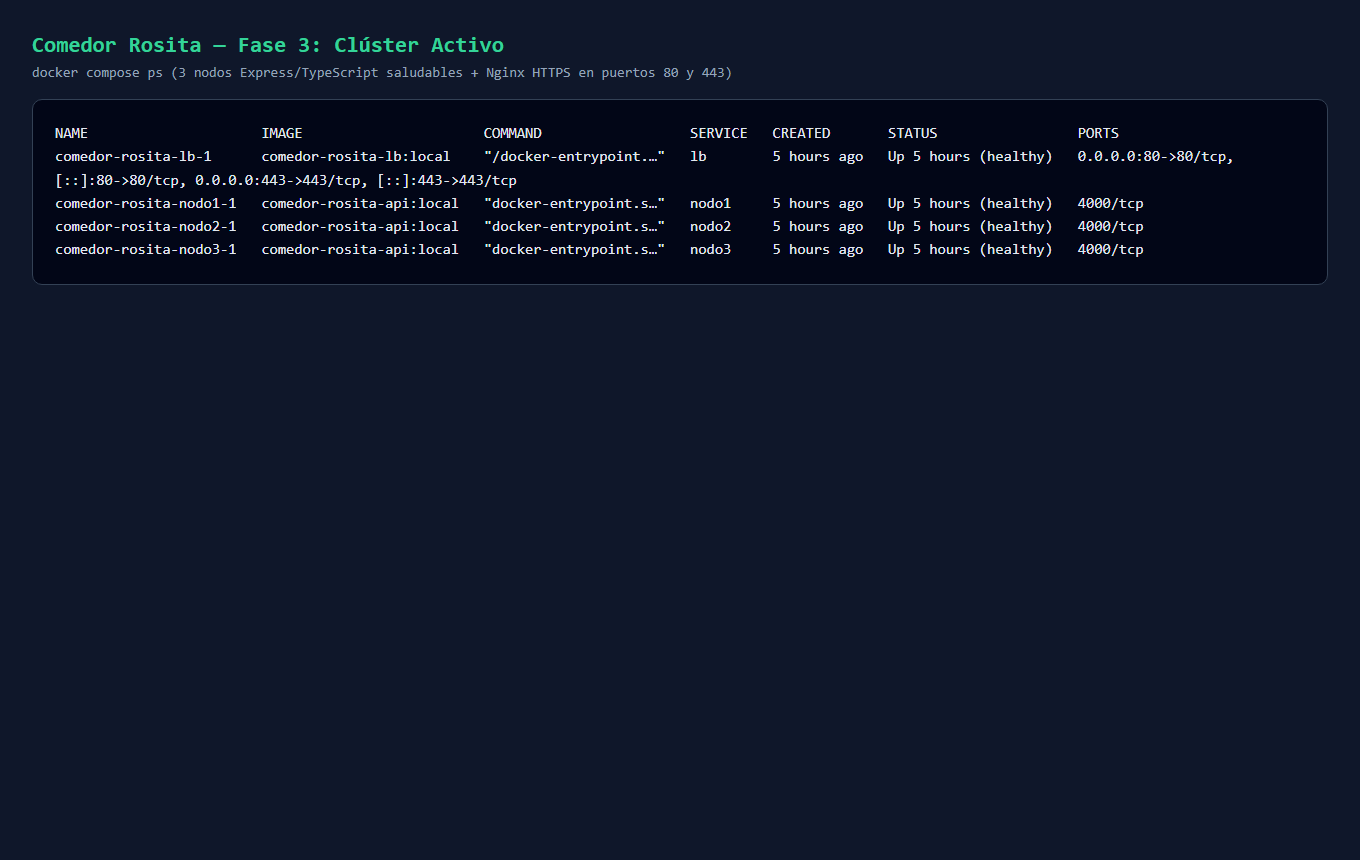 Comedor Rosita — Fase 3: Clúster Activo
docker compose ps (3 nodos Express/TypeScript saludables + Nginx HTTPS en puertos 80 y 443)
NAME                     IMAGE                      COMMAND                  SERVICE   CREATED       STATUS                 PORTS
comedor-rosita-lb-1      comedor-rosita-lb:local    "/docker-entrypoint.…"   lb        5 hours ago   Up 5 hours (healthy)   0.0.0.0:80->80/tcp,
[::]:80->80/tcp, 0.0.0.0:443->443/tcp, [::]:443->443/tcp
comedor-rosita-nodo1-1   comedor-rosita-api:local   "docker-entrypoint.s…"   nodo1     5 hours ago   Up 5 hours (healthy)   4000/tcp
comedor-rosita-nodo2-1   comedor-rosita-api:local   "docker-entrypoint.s…"   nodo2     5 hours ago   Up 5 hours (healthy)   4000/tcp
comedor-rosita-nodo3-1   comedor-rosita-api:local   "docker-entrypoint.s…"   nodo3     5 hours ago   Up 5 hours (healthy)   4000/tcp